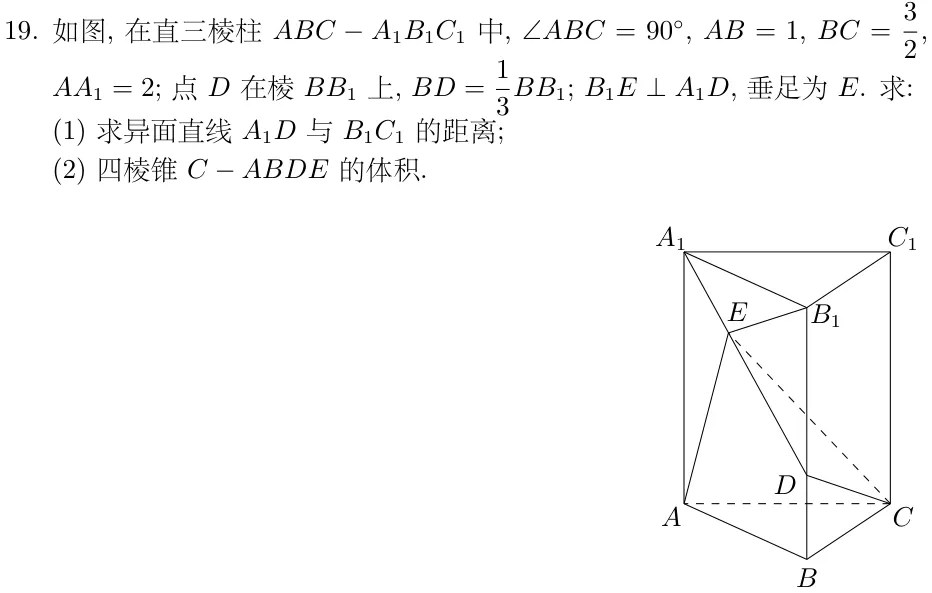 19. 如图, 在直三棱柱 ABC − A₁B₁C₁ 中, ∠ABC = 90°, AB = 1, BC = 3/2,
AA₁ = 2; 点 D 在棱 BB₁ 上, BD = 1/3 BB₁; B₁E ⊥ A₁D, 垂足为 E. 求:
(1) 求异面直线 A₁D 与 B₁C₁ 的距离;
(2) 四棱锥 C − ABDE 的体积.
A₁ C₁
E B₁
D
A C
B